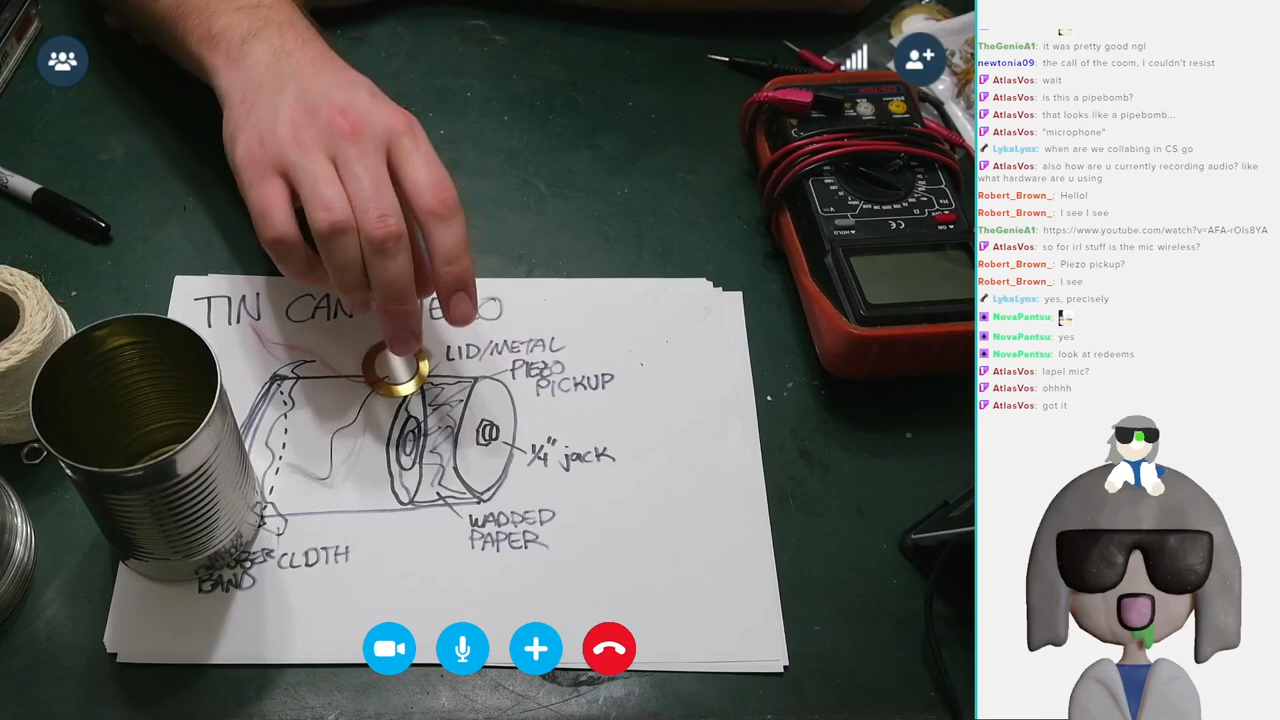 TIN CAN
LID/METAL
PIEZO
PICKUP
1/4" jack
WADDED
PAPER
CLOTH
BAND
HOLD
TheGenieA1: it was pretty good ngl
newtonia09: the call of the coom, I couldn't resist
AtlasVos: wait
AtlasVos: is this a pipebomb?
AtlasVos: that looks like a pipebomb...
AtlasVos: "microphone"
LykaLynx: when are we collabing in CS go
AtlasVos: also how are u currently recording audio? like
what hardware are u using
Robert_Brown_: Hello!
Robert_Brown_: I see I see
TheGenieA1: https://www.youtube.com/watch?v=AFA-rOIs8YA
AtlasVos: so for irl stuff is the mic wireless?
Robert_Brown_: Piezo pickup?
Robert_Brown_: I see
LykaLynx: yes, precisely
NovaPantsu:
NovaPantsu: yes
NovaPantsu: look at redeems
AtlasVos: lapel mic?
AtlasVos: ohhhh
AtlasVos: got it